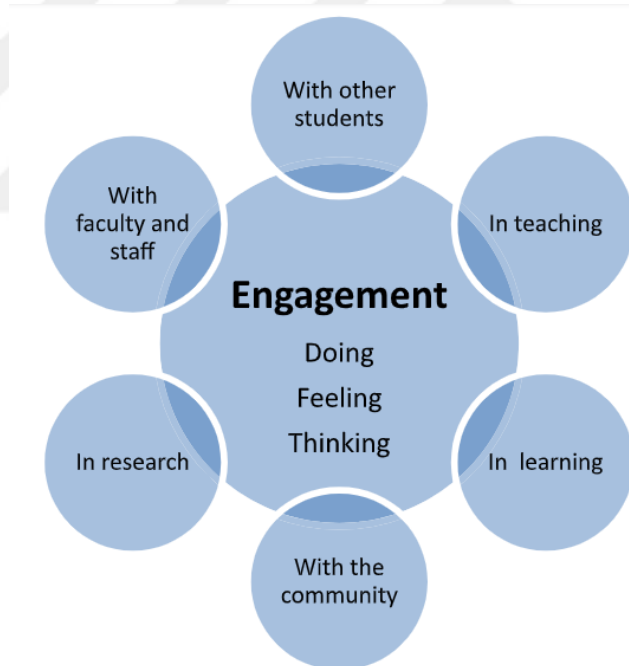 With other
students
In teaching
In learning
With the
community
In research
With
faculty and
staff
Engagement
Doing
Feeling
Thinking